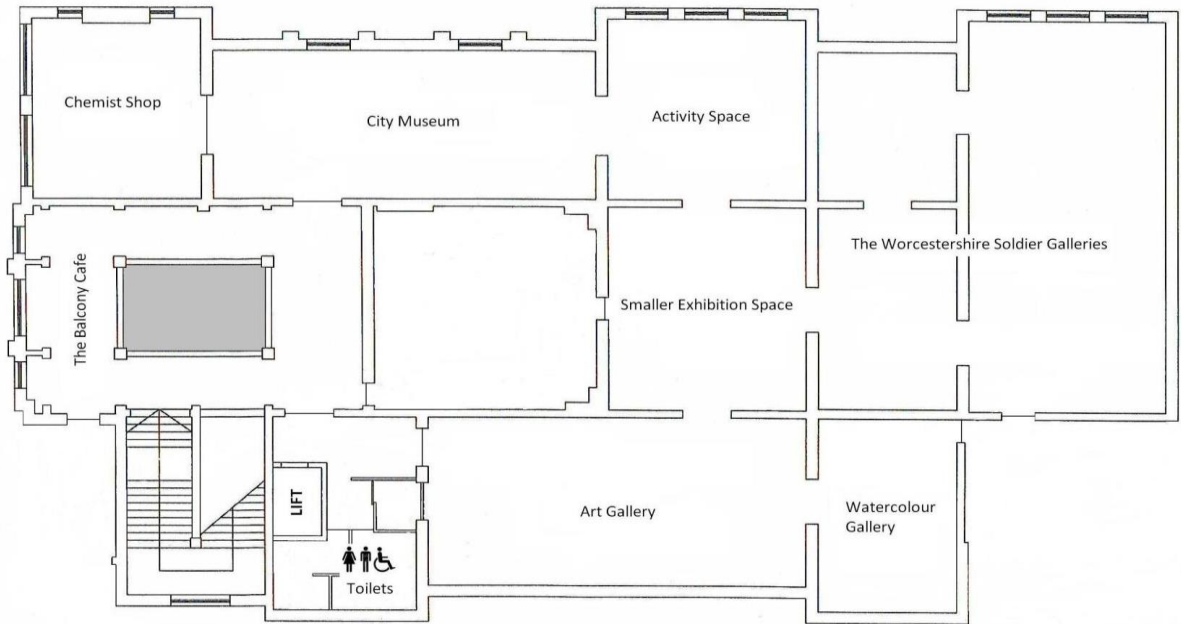 Chemist Shop
City Museum
Activity Space
The Balcony Cafe
Smaller Exhibition Space
The Worcestershire Soldier Galleries
LIFT
Toilets
Art Gallery
Watercolour
Gallery